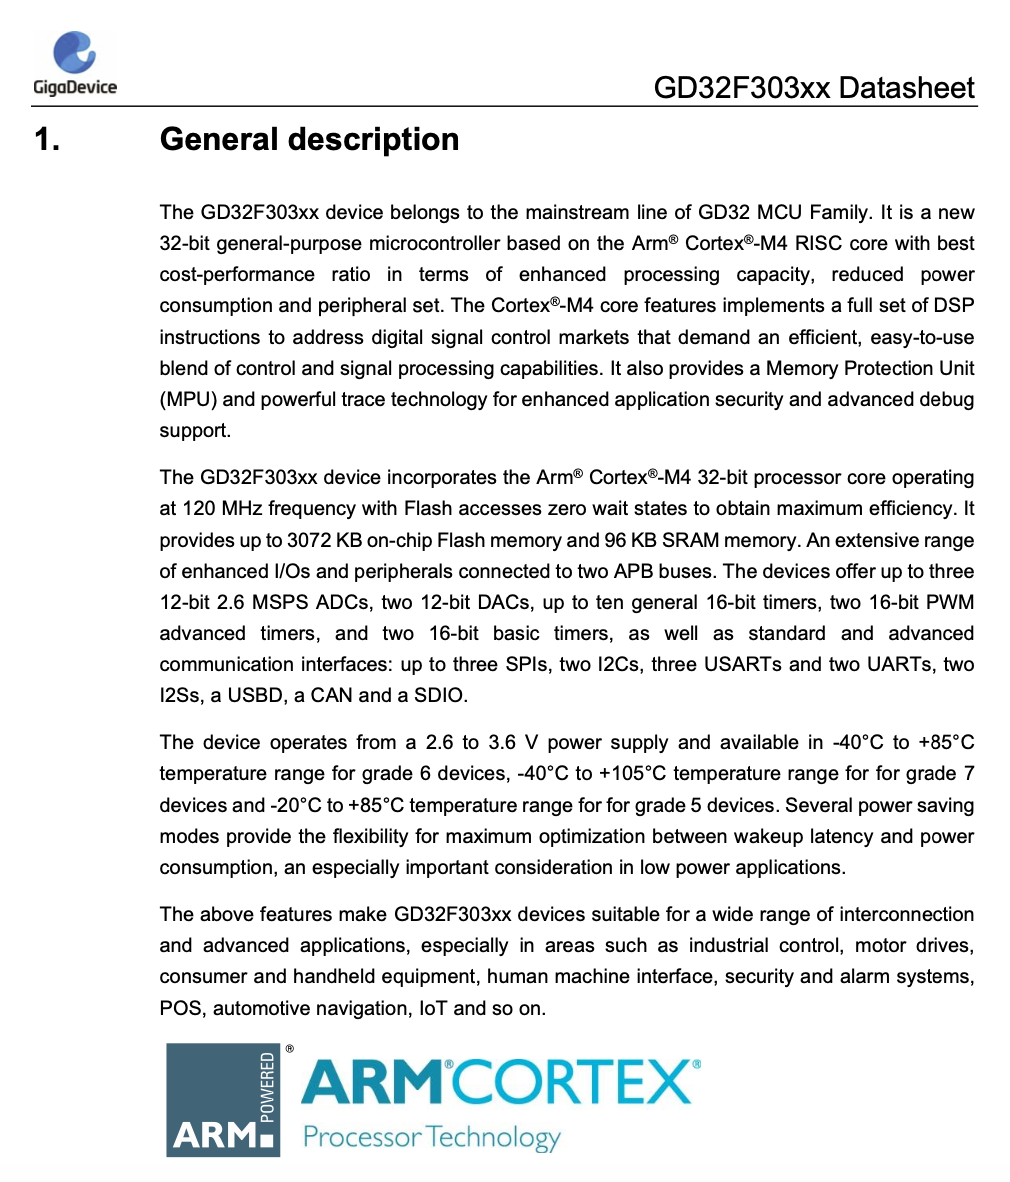 GigaDevice
GD32F303xx Datasheet
1. General description
The GD32F303xx device belongs to the mainstream line of GD32 MCU Family. It is a new
32-bit general-purpose microcontroller based on the Arm® Cortex®-M4 RISC core with best
cost-performance ratio in terms of enhanced processing capacity, reduced power
consumption and peripheral set. The Cortex®-M4 core features implements a full set of DSP
instructions to address digital signal control markets that demand an efficient, easy-to-use
blend of control and signal processing capabilities. It also provides a Memory Protection Unit
(MPU) and powerful trace technology for enhanced application security and advanced debug
support.
The GD32F303xx device incorporates the Arm® Cortex®-M4 32-bit processor core operating
at 120 MHz frequency with Flash accesses zero wait states to obtain maximum efficiency. It
provides up to 3072 KB on-chip Flash memory and 96 KB SRAM memory. An extensive range
of enhanced I/Os and peripherals connected to two APB buses. The devices offer up to three
12-bit 2.6 MSPS ADCs, two 12-bit DACs, up to ten general 16-bit timers, two 16-bit PWM
advanced timers, and two 16-bit basic timers, as well as standard and advanced
communication interfaces: up to three SPIs, two I2Cs, three USARTs and two UARTs, two
I2Ss, a USBD, a CAN and a SDIO.
The device operates from a 2.6 to 3.6 V power supply and available in -40°C to +85°C
temperature range for grade 6 devices, -40°C to +105°C temperature range for for grade 7
devices and -20°C to +85°C temperature range for for grade 5 devices. Several power saving
modes provide the flexibility for maximum optimization between wakeup latency and power
consumption, an especially important consideration in low power applications.
The above features make GD32F303xx devices suitable for a wide range of interconnection
and advanced applications, especially in areas such as industrial control, motor drives,
consumer and handheld equipment, human machine interface, security and alarm systems,
POS, automotive navigation, IoT and so on.
ARM POWERED ®
ARM®CORTEX®
Processor Technology